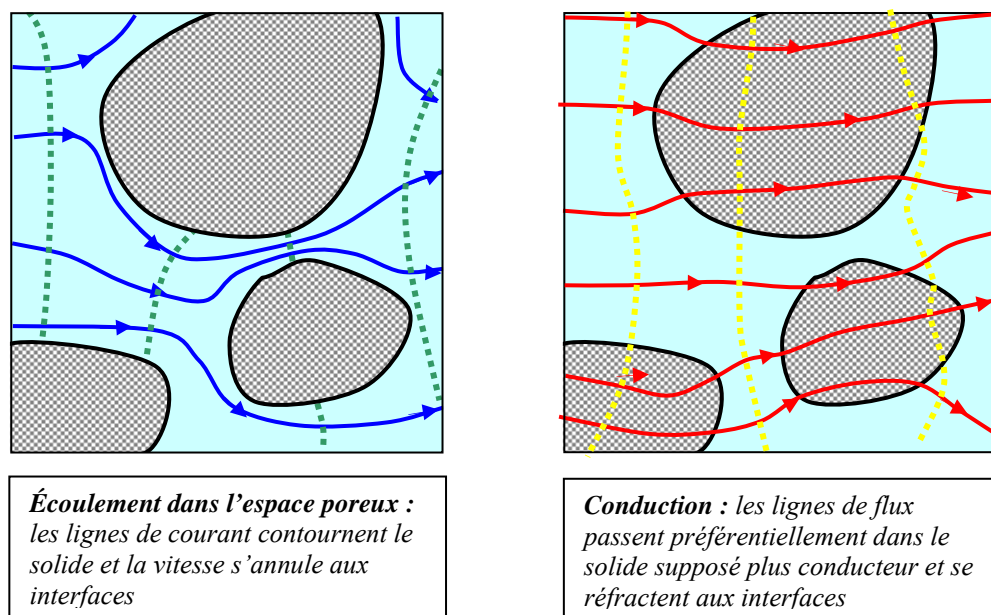 Écoulement dans l'espace poreux :
les lignes de courant contournent le
solide et la vitesse s'annule aux
interfaces
Conduction : les lignes de flux
passent préférentiellement dans le
solide supposé plus conducteur et se
réfractent aux interfaces